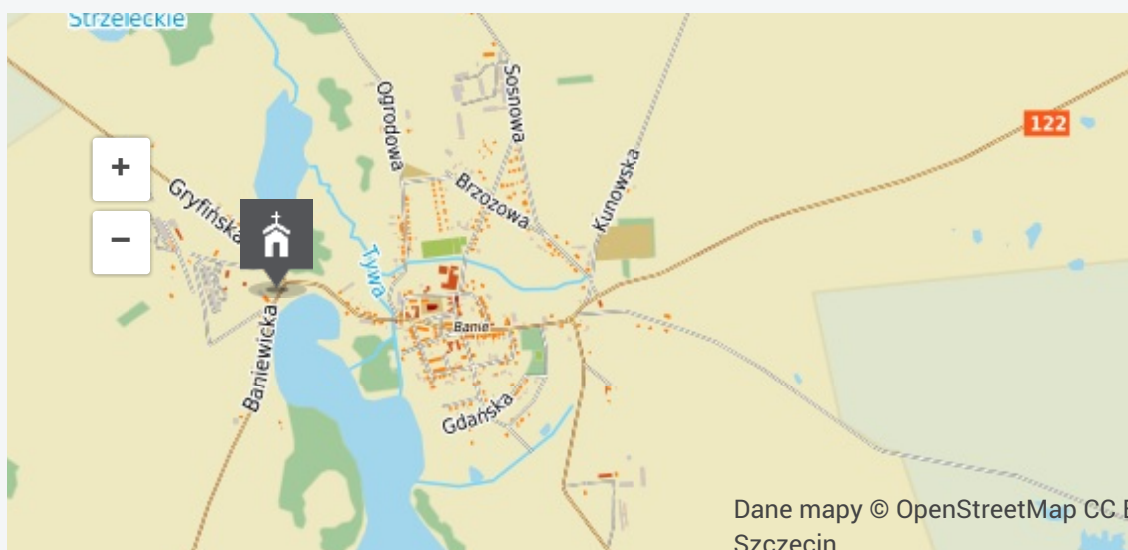 Strzeleckie
Ogrodowa
Sosnowa
122
+
Kunowska
Gryfińska
Brzozowa
−
Tywa
Banie
Baniewicka
Gdańska
Dane mapy © OpenStreetMap CC
Szczecin